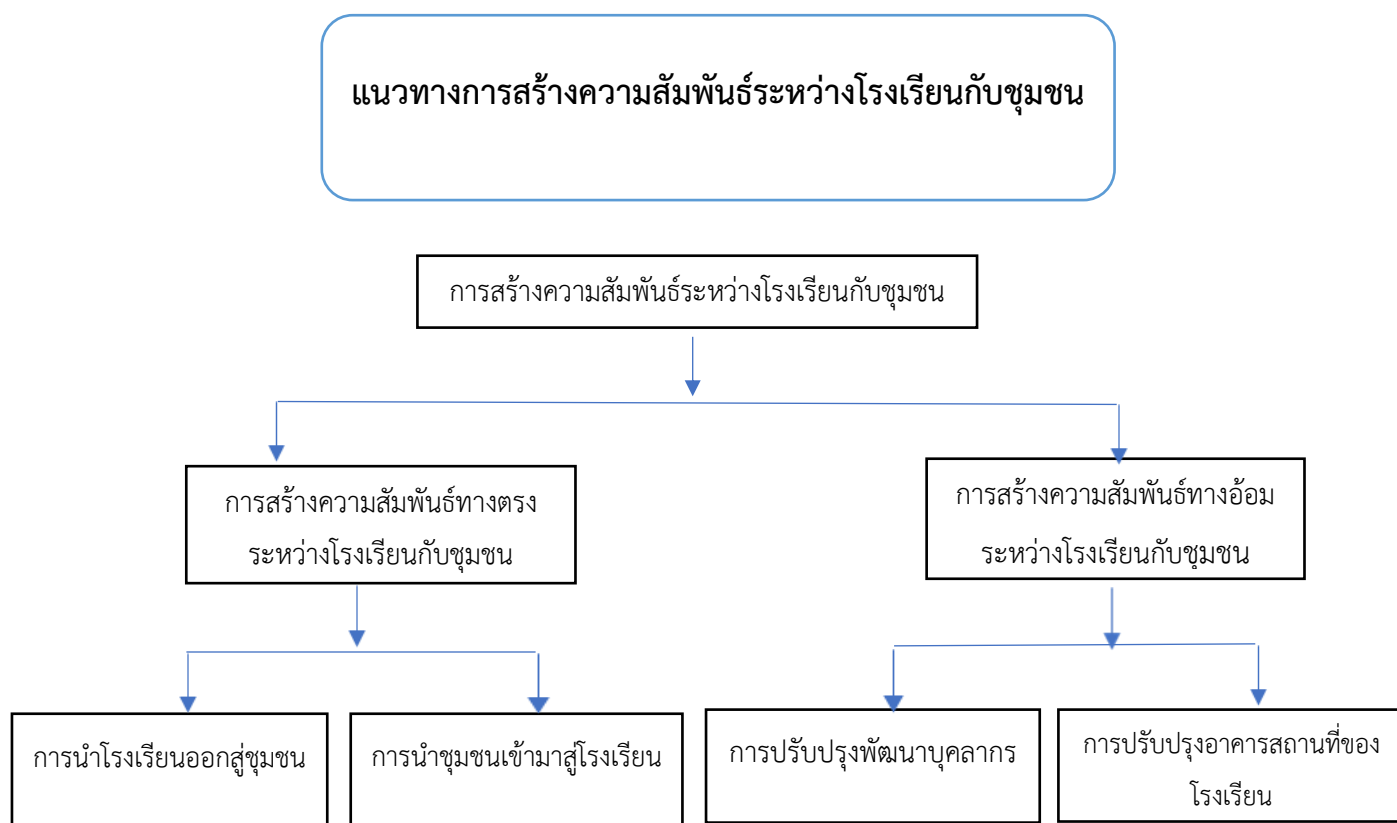 แนวทางการสร้างความสัมพันธ์ระหว่างโรงเรียนกับชุมชน
การสร้างความสัมพันธ์ระหว่างโรงเรียนกับชุมชน
การสร้างความสัมพันธ์ทางตรง
ระหว่างโรงเรียนกับชุมชน
การสร้างความสัมพันธ์ทางอ้อม
ระหว่างโรงเรียนกับชุมชน
การนำโรงเรียนออกสู่ชุมชน
การนำชุมชนเข้ามาสู่โรงเรียน
การปรับปรุงพัฒนาบุคลากร
การปรับปรุงอาคารสถานที่ของ
โรงเรียน